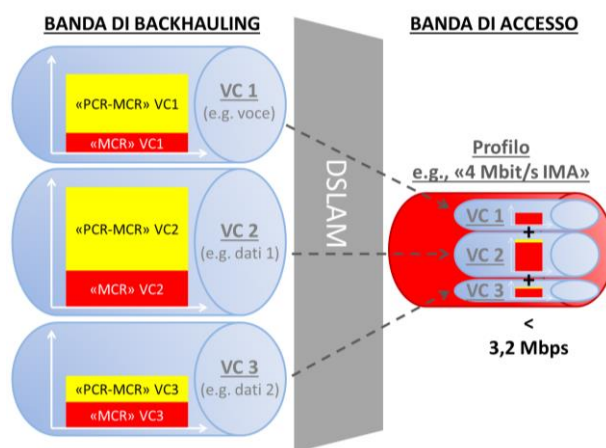 BANDA DI BACKHAULING
BANDA DI ACCESSO
«PCR-MCR» VC1
«MCR» VC1
VC 1
(e.g. voce)
«PCR-MCR» VC2
«MCR» VC2
VC 2
(e.g. dati 1)
«PCR-MCR» VC3
«MCR» VC3
VC 3
(e.g. dati 2)
DSLAM
Profilo
e.g., «4 Mbit/s IMA»
VC 1
+
VC 2
+
VC 3
<
3,2 Mbps